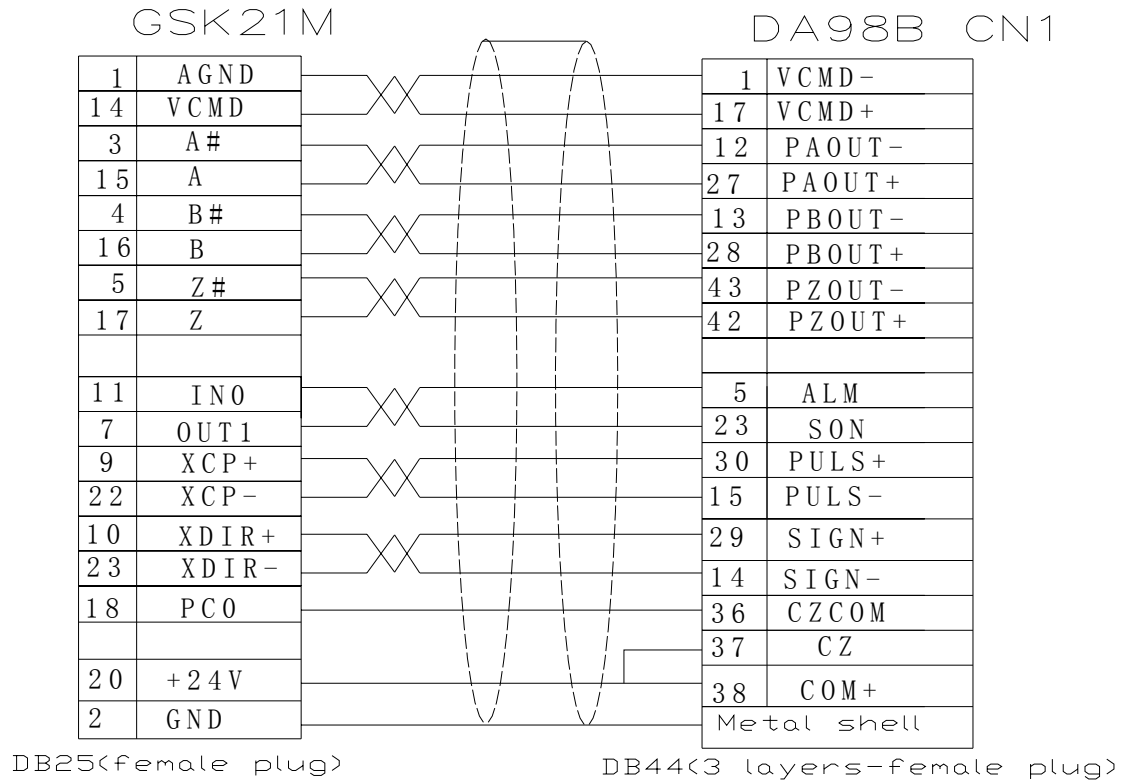 GSK21M
DA98B CN1
1 AGND
14 VCMD
3 A#
15 A
4 B#
16 B
5 Z#
17 Z
11 IN0
7 OUT1
9 XCP+
22 XCP-
10 XDIR+
23 XDIR-
18 PC0
20 +24V
2 GND
1 VCMD-
17 VCMD+
12 PAOUT-
27 PAOUT+
13 PBOUT-
28 PBOUT+
43 PZOUT-
42 PZOUT+
5 ALM
23 SON
30 PULS+
15 PULS-
29 SIGN+
14 SIGN-
36 CZCOM
37 CZ
38 COM+
Metal shell
DB25(female plug)
DB44(3 layers-female plug)